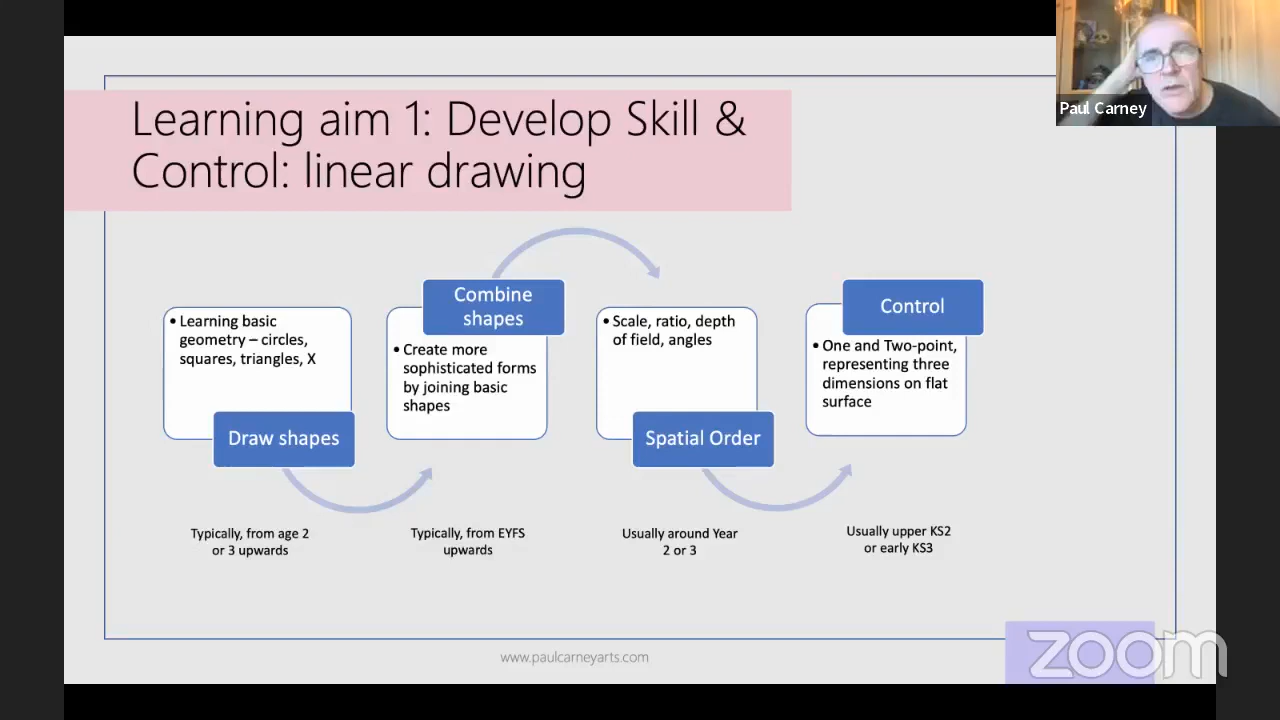 Paul Carney
Learning aim 1: Develop Skill &
Control: linear drawing
• Learning basic
geometry – circles,
squares, triangles, X
Draw shapes
Typically, from age 2
or 3 upwards
Combine
shapes
• Create more
sophisticated forms
by joining basic
shapes
Typically, from EYFS
upwards
• Scale, ratio, depth
of field, angles
Spatial Order
Usually around Year
2 or 3
Control
• One and Two-point,
representing three
dimensions on flat
surface
Usually upper KS2
or early KS3
www.paulcarneyarts.com
zoom